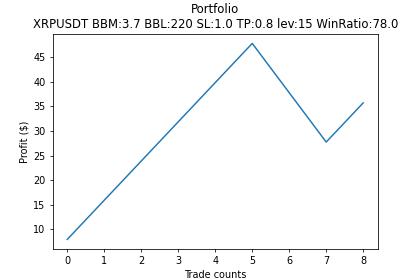 Portfolio
XRPUSDT BBM:3.7 BBL:220 SL:1.0 TP:0.8 lev:15 WinRatio:78.0
45
40
35
30
25
20
15
10
Profit ($)
0 1 2 3 4 5 6 7 8
Trade counts